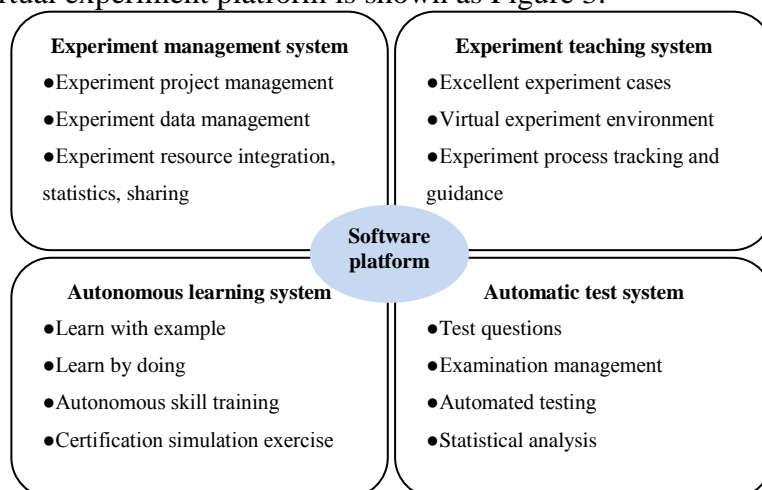 rtual experiment platform is shown as Figure 3.
Experiment management system
●Experiment project management
●Experiment data management
●Experiment resource integration,
statistics, sharing
Experiment teaching system
●Excellent experiment cases
●Virtual experiment environment
●Experiment process tracking and
guidance
Software
platform
Autonomous learning system
●Learn with example
●Learn by doing
●Autonomous skill training
●Certification simulation exercise
Automatic test system
●Test questions
●Examination management
●Automated testing
●Statistical analysis